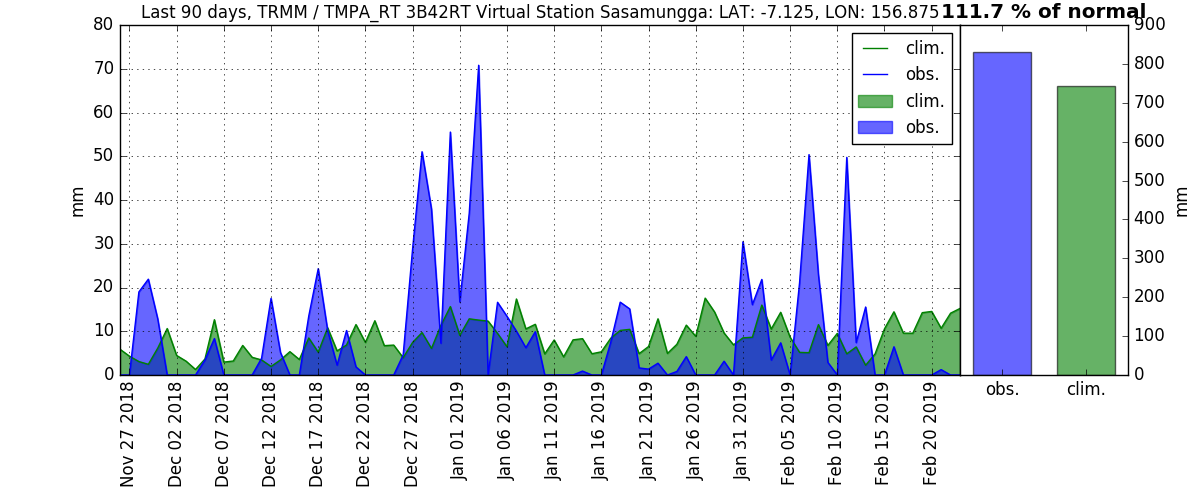 Last 90 days, TRMM / TMPA_RT 3B42RT Virtual Station Sasamungga: LAT: -7.125, LON: 156.875
111.7 % of normal
80
70
60
50
40
30
20
10
0
mm
clim.
obs.
clim.
obs.
Nov 27 2018
Dec 02 2018
Dec 07 2018
Dec 12 2018
Dec 17 2018
Dec 22 2018
Dec 27 2018
Jan 01 2019
Jan 06 2019
Jan 11 2019
Jan 16 2019
Jan 21 2019
Jan 26 2019
Jan 31 2019
Feb 05 2019
Feb 10 2019
Feb 15 2019
Feb 20 2019
900
800
700
600
500
400
300
200
100
0
mm
obs.
clim.